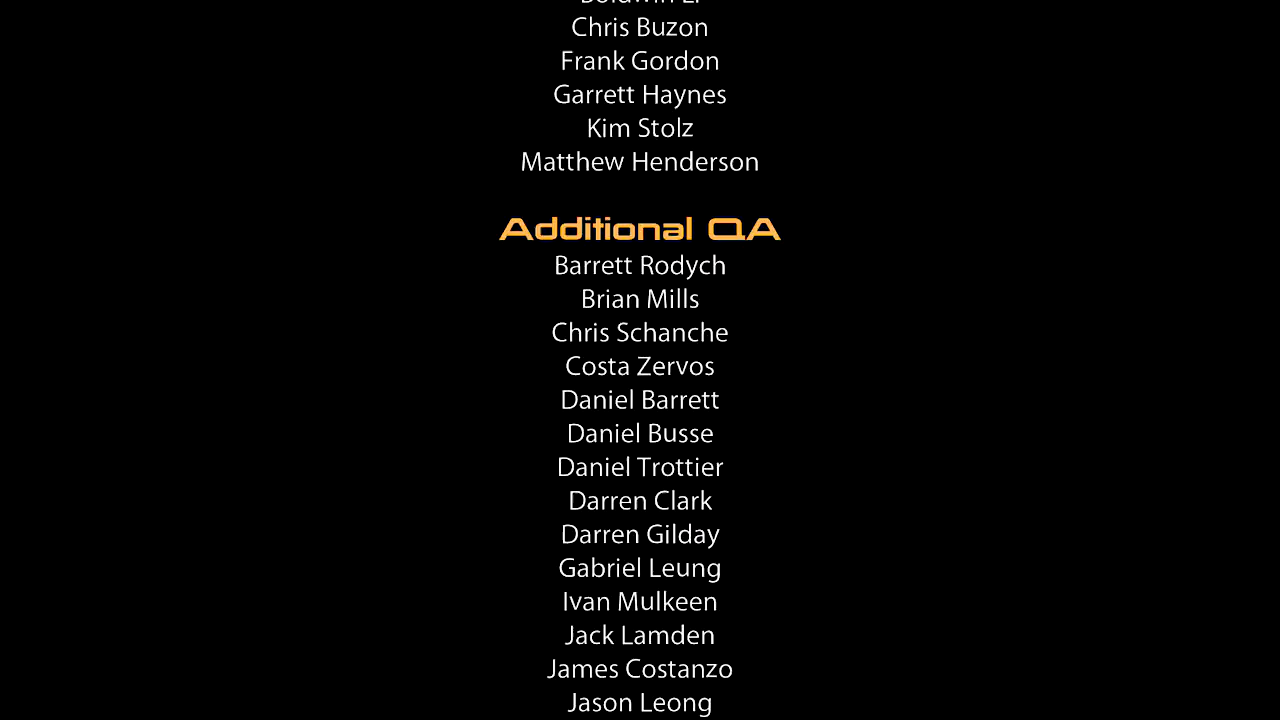 Chris Buzon
Frank Gordon
Garrett Haynes
Kim Stolz
Matthew Henderson
Additional QA
Barrett Rodych
Brian Mills
Chris Schanche
Costa Zervos
Daniel Barrett
Daniel Busse
Daniel Trottier
Darren Clark
Darren Gilday
Gabriel Leung
Ivan Mulkeen
Jack Lamden
James Costanzo
Jason Leong